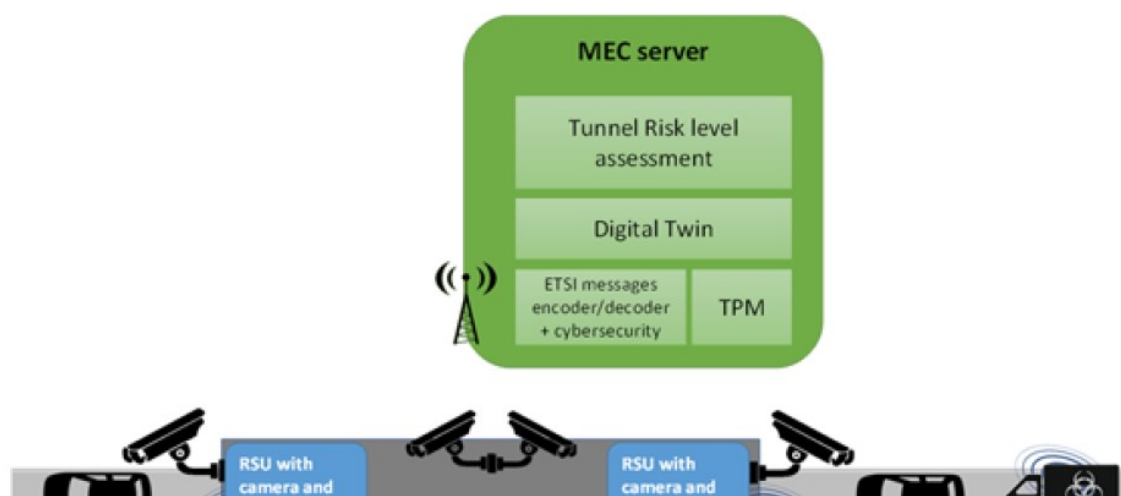 MEC server
Tunnel Risk level
assessment
Digital Twin
ETSI messages
encoder/decoder
+ cybersecurity
TPM
RSU with
camera and
RSU with
camera and